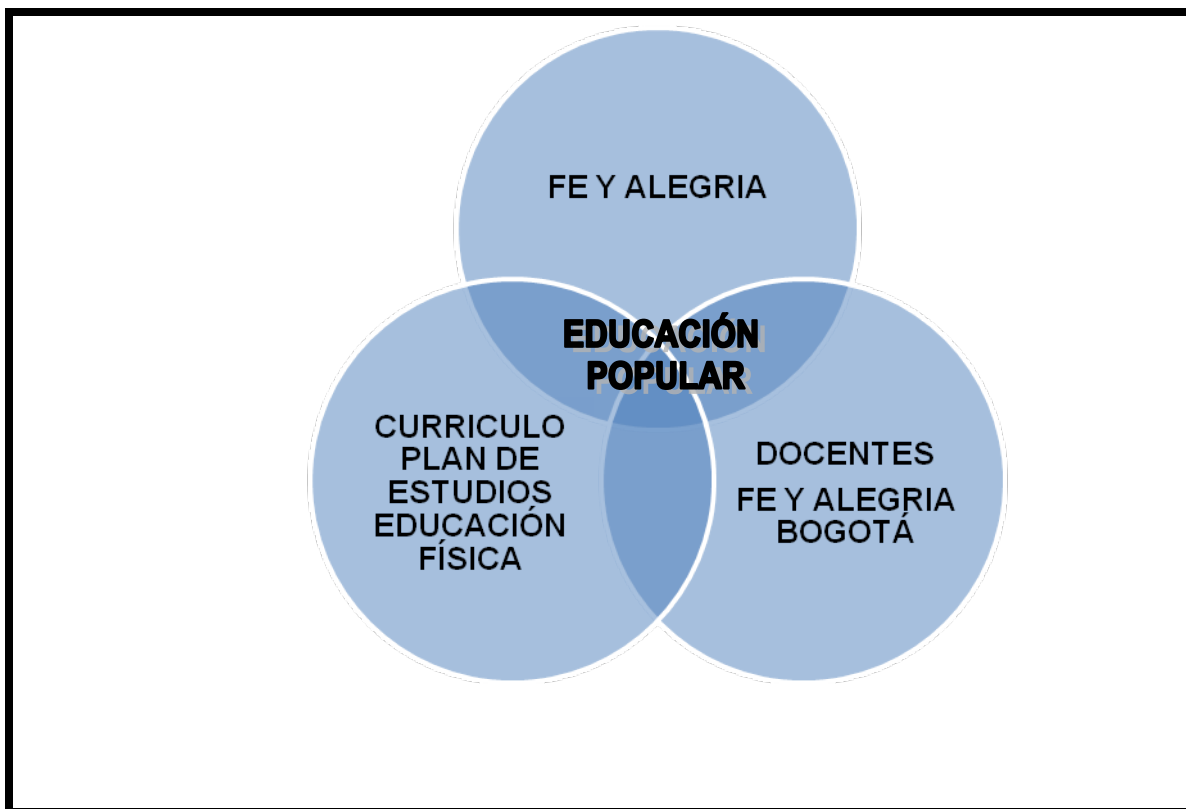 FE Y ALEGRIA
EDUCACIÓN
POPULAR
CURRICULO
PLAN DE
ESTUDIOS
EDUCACIÓN
FÍSICA
DOCENTES
FE Y ALEGRIA
BOGOTÁ